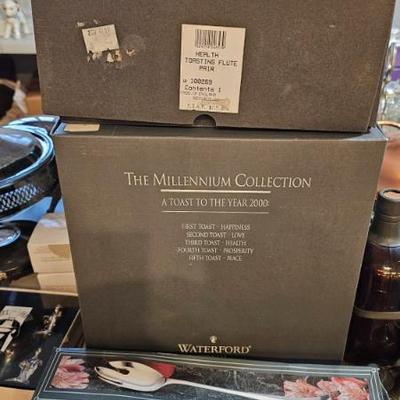 HEALTH
TOASTING FLUTE
PAIR
100269
Contents 1
THE MILLENNIUM COLLECTION
A TOAST TO THE YEAR 2000:
FIRST TOAST · HAPPINESS
SECOND TOAST · LOVE
THIRD TOAST · HEALTH
FOURTH TOAST · PROSPERITY
FIFTH TOAST · PEACE
WATERFORD